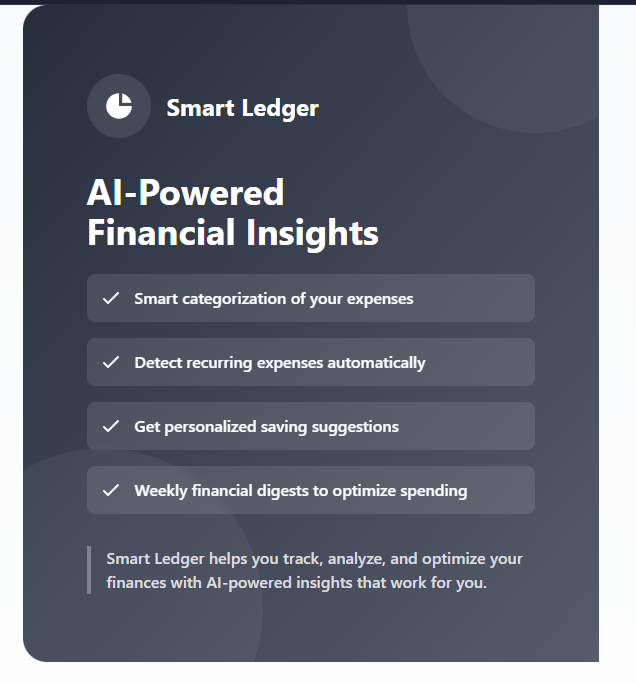 Smart Ledger
AI-Powered
Financial Insights
Smart categorization of your expenses
Detect recurring expenses automatically
Get personalized saving suggestions
Weekly financial digests to optimize spending
Smart Ledger helps you track, analyze, and optimize your
finances with AI-powered insights that work for you.